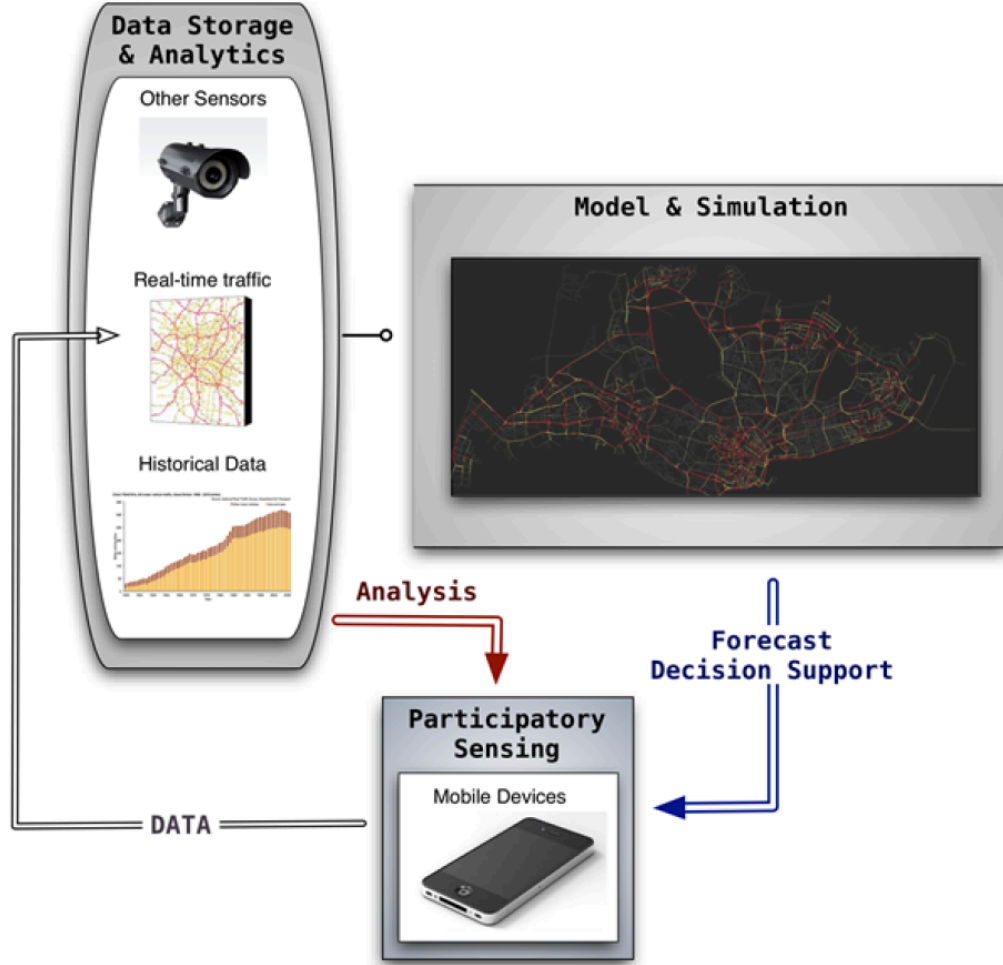 Data Storage
& Analytics
Other Sensors
Real-time traffic
Historical Data
Model & Simulation
Analysis
Forecast
Decision Support
Participatory
Sensing
Mobile Devices
DATA